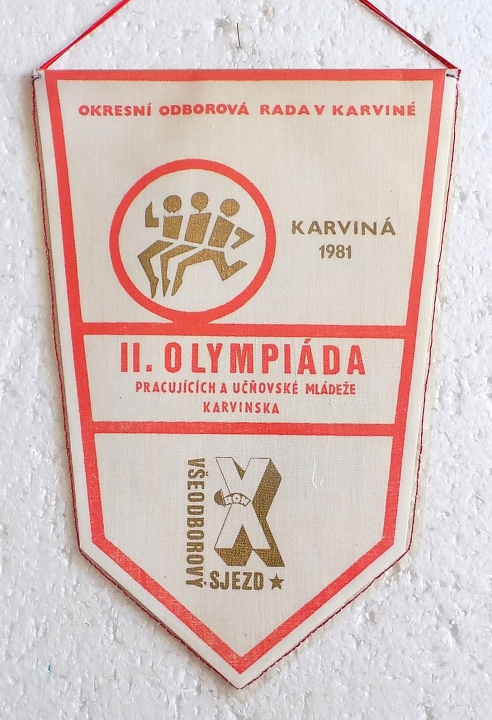 OKRESNÍ ODBOROVÁ RADA V KARVINÉ
KARVINÁ
1981
II. OLYMPIÁDA
PRACUJÍCÍCH A UČŇOVSKÉ MLÁDEŽE
KARVINSKA
X
ROH
VŠEODBOROVÝ
SJEZD